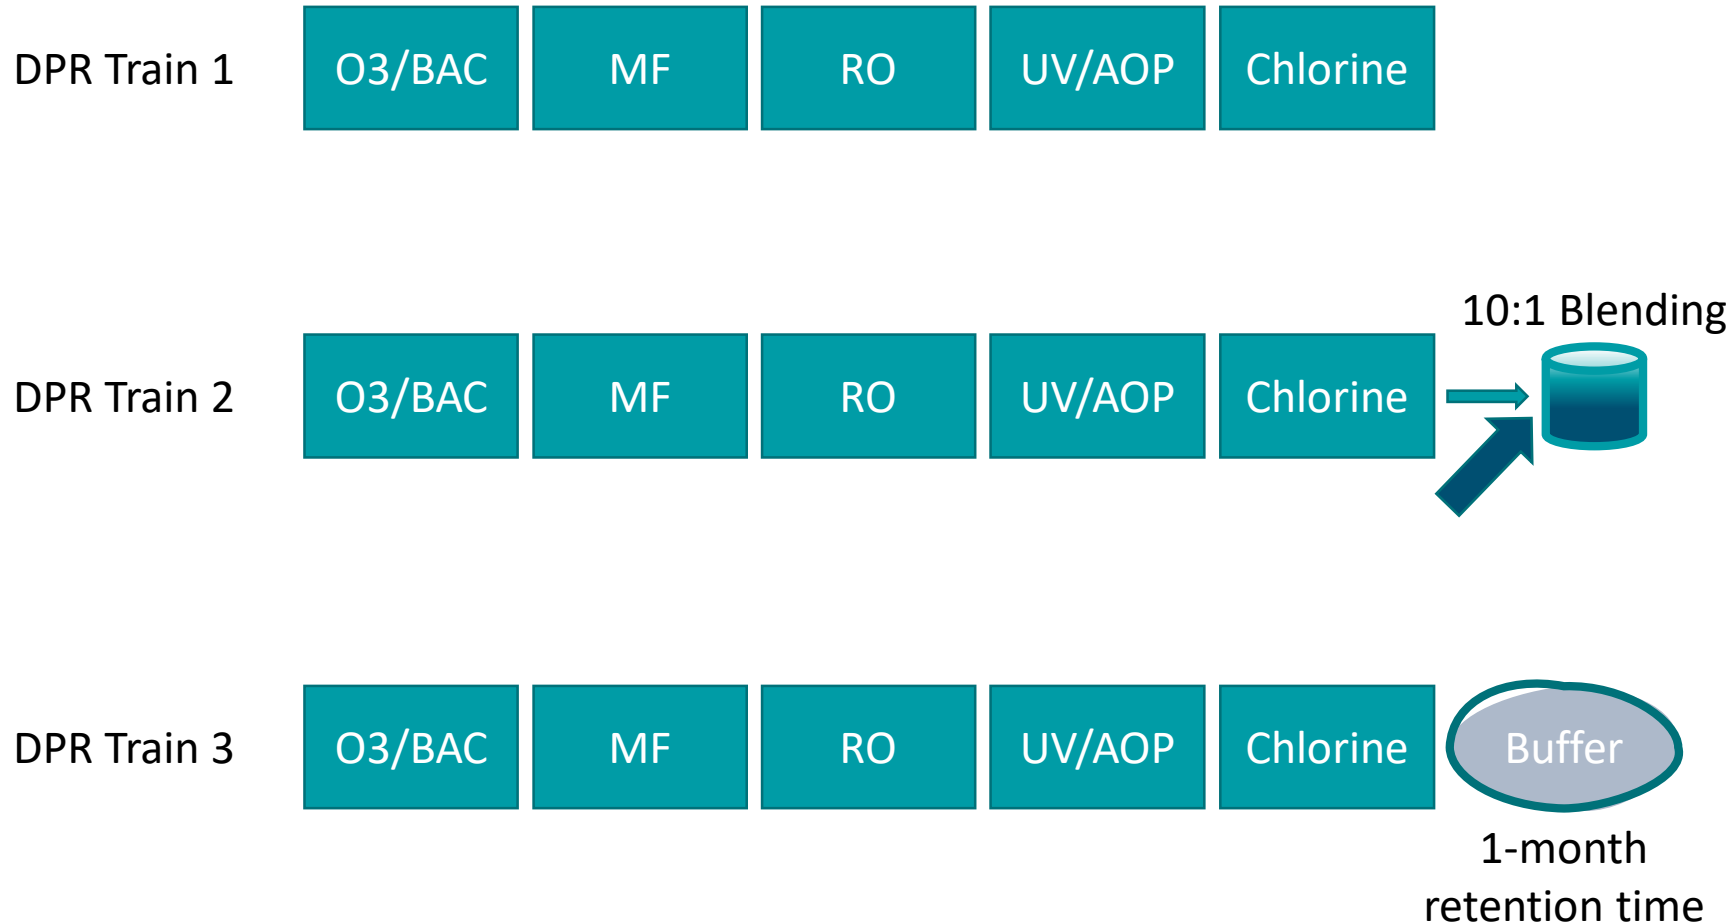 DPR Train 1
O3/BAC
MF
RO
UV/AOP
Chlorine
10:1 Blending
DPR Train 2
O3/BAC
MF
RO
UV/AOP
Chlorine
DPR Train 3
O3/BAC
MF
RO
UV/AOP
Chlorine
Buffer
1-month
retention time